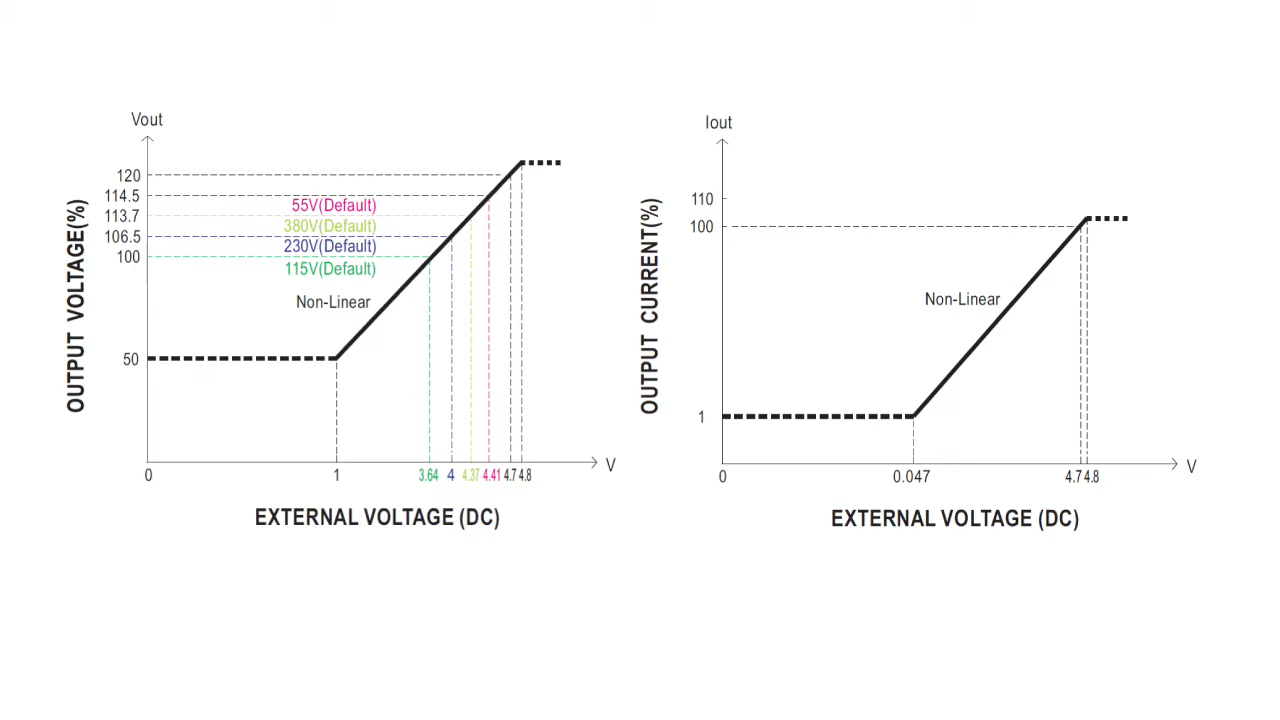 Vout
OUTPUT VOLTAGE(%)
120
114.5
113.7
106.5
100
50
55V(Default)
380V(Default)
230V(Default)
115V(Default)
Non-Linear
0
1
3.64
4
4.37
4.41
4.7
4.8
V
EXTERNAL VOLTAGE (DC)
Iout
OUTPUT CURRENT(%)
110
100
1
Non-Linear
0
0.047
4.7
4.8
V
EXTERNAL VOLTAGE (DC)